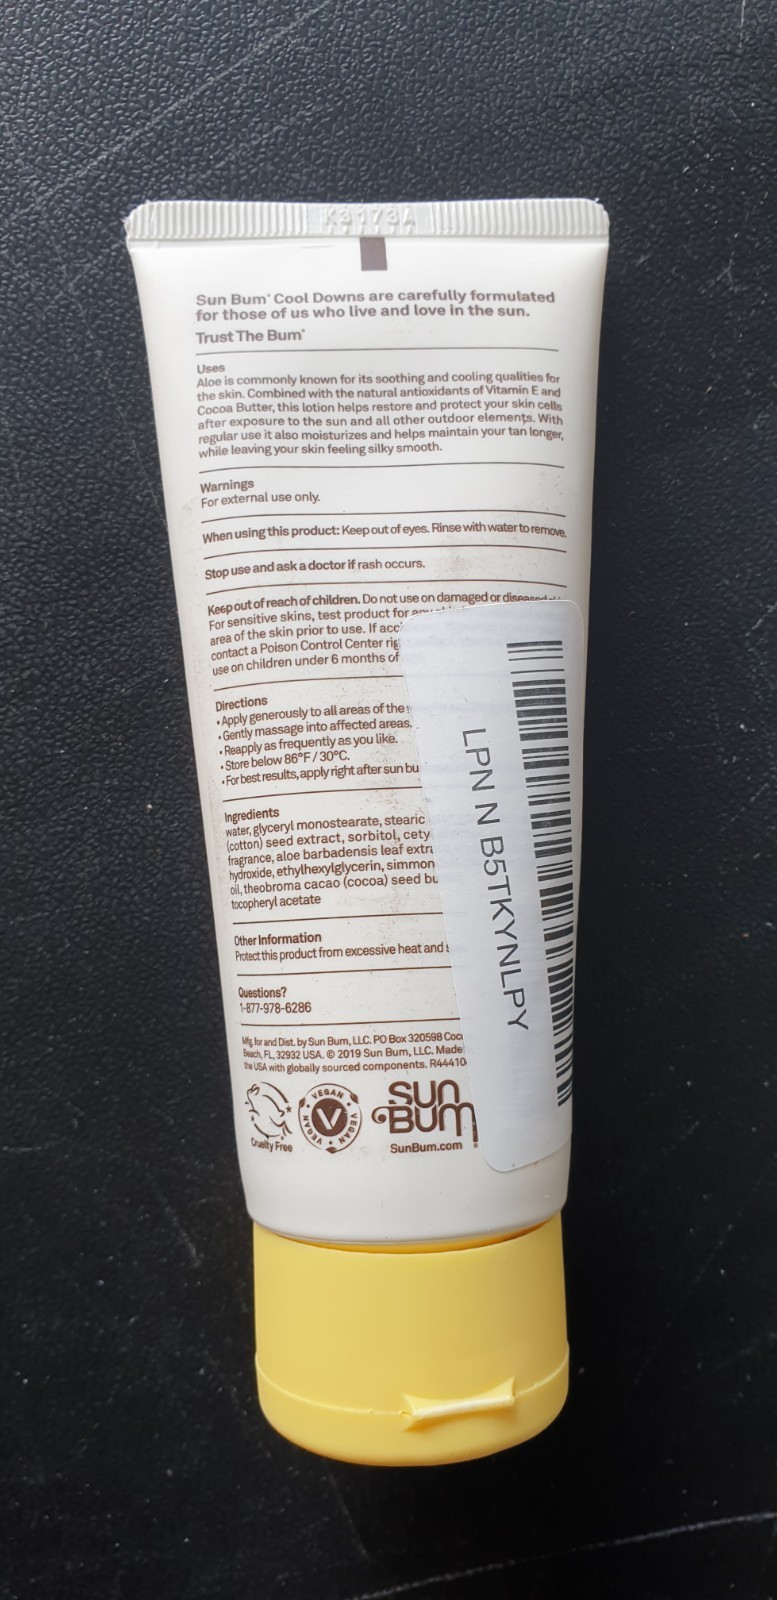 K3173A
Sun Bum® Cool Downs are carefully formulated
for those of us who live and love in the sun.
Trust The Bum®
Uses
Aloe is commonly known for its soothing and cooling qualities for
the skin. Combined with the natural antioxidants of Vitamin E and
Cocoa Butter, this lotion helps restore and protect your skin cells
after exposure to the sun and all other outdoor elements. With
regular use it also moisturizes and helps maintain your tan longer,
while leaving your skin feeling silky smooth.
Warnings
For external use only.
When using this product: Keep out of eyes. Rinse with water to remove.
Stop use and ask a doctor if rash occurs.
Keep out of reach of children. Do not use on damaged or diseased
For sensitive skins, test product for any
area of the skin prior to use. If acc
contact a Poison Control Center rig
use on children under 6 months of
Directions
• Apply generously to all areas of the
• Gently massage into affected areas.
• Reapply as frequently as you like.
• Store below 86°F / 30°C.
• For best results, apply right after sun bu
Ingredients
water, glyceryl monostearate, stearic
(cotton) seed extract, sorbitol, cety
fragrance, aloe barbadensis leaf extra
hydroxide, ethylhexylglycerin, simmon
oil, theobroma cacao (cocoa) seed bu
tocopheryl acetate
Other Information
Protect this product from excessive heat and
Questions?
1-877-978-6286
Mfg. for and Dist. by Sun Bum, LLC. PO Box 320598 Coc
Beach, FL, 32932 USA. © 2019 Sun Bum, LLC. Made
the USA with globally sourced components. R44410
Cruelty Free
VEGAN • VEGAN • VEGAN
V
SUN
BUM
SunBum.com
LPN N B5TKYNLPY